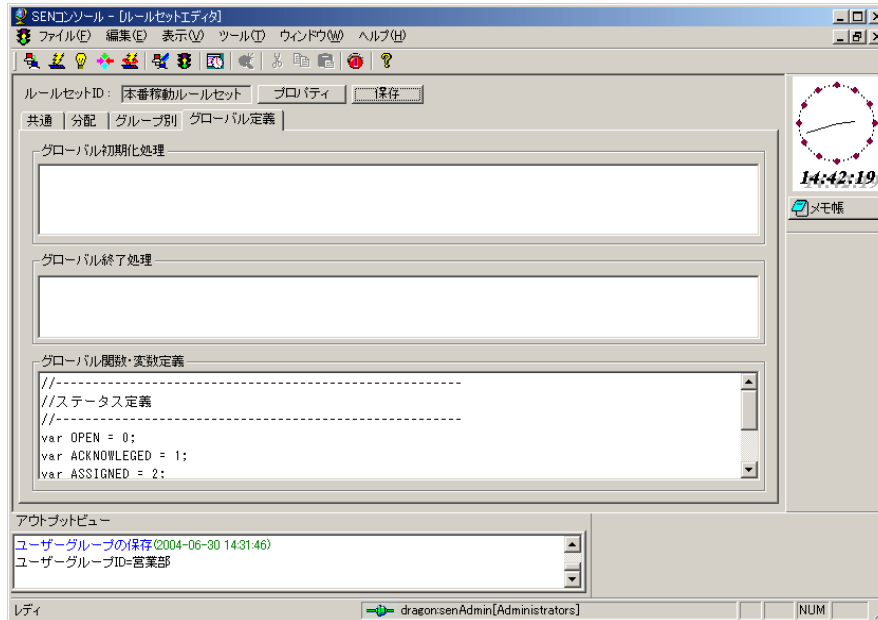 SENコンソール - [ルールセットエディタ]
ファイル(F) 編集(E) 表示(V) ツール(T) ウィンドウ(W) ヘルプ(H)
ルールセットID： 本番稼動ルールセット プロパティ 保存
共通 分配 グループ別 グローバル定義
グローバル初期化処理
14:42:19
メモ帳
グローバル終了処理
グローバル関数・変数定義
//--------------------------------------------------------
//ステータス定義
//--------------------------------------------------------
var OPEN = 0;
var ACKNOWLEGED = 1;
var ASSIGNED = 2;
アウトプットビュー
ユーザーグループの保存(2004-06-30 14:31:46)
ユーザーグループID=営業部
レディ dragon:senAdmin[Administrators] NUM